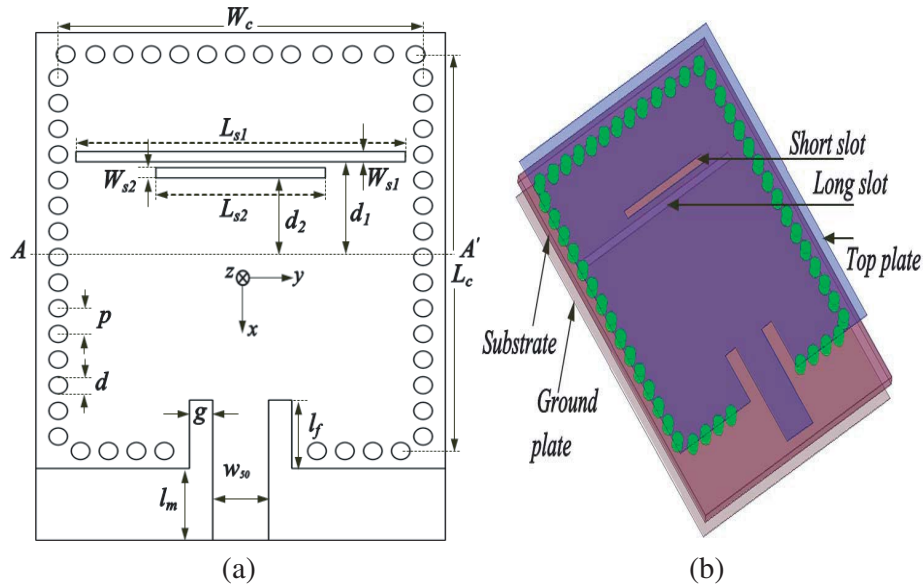 W_c
L_s1
W_s2
W_s1
L_s2
d_2
d_1
A
A'
L_c
z
y
x
p
d
g
l_f
w_50
l_m
(a)
Short slot
Long slot
Top plate
Substrate
Ground
plate
(b)